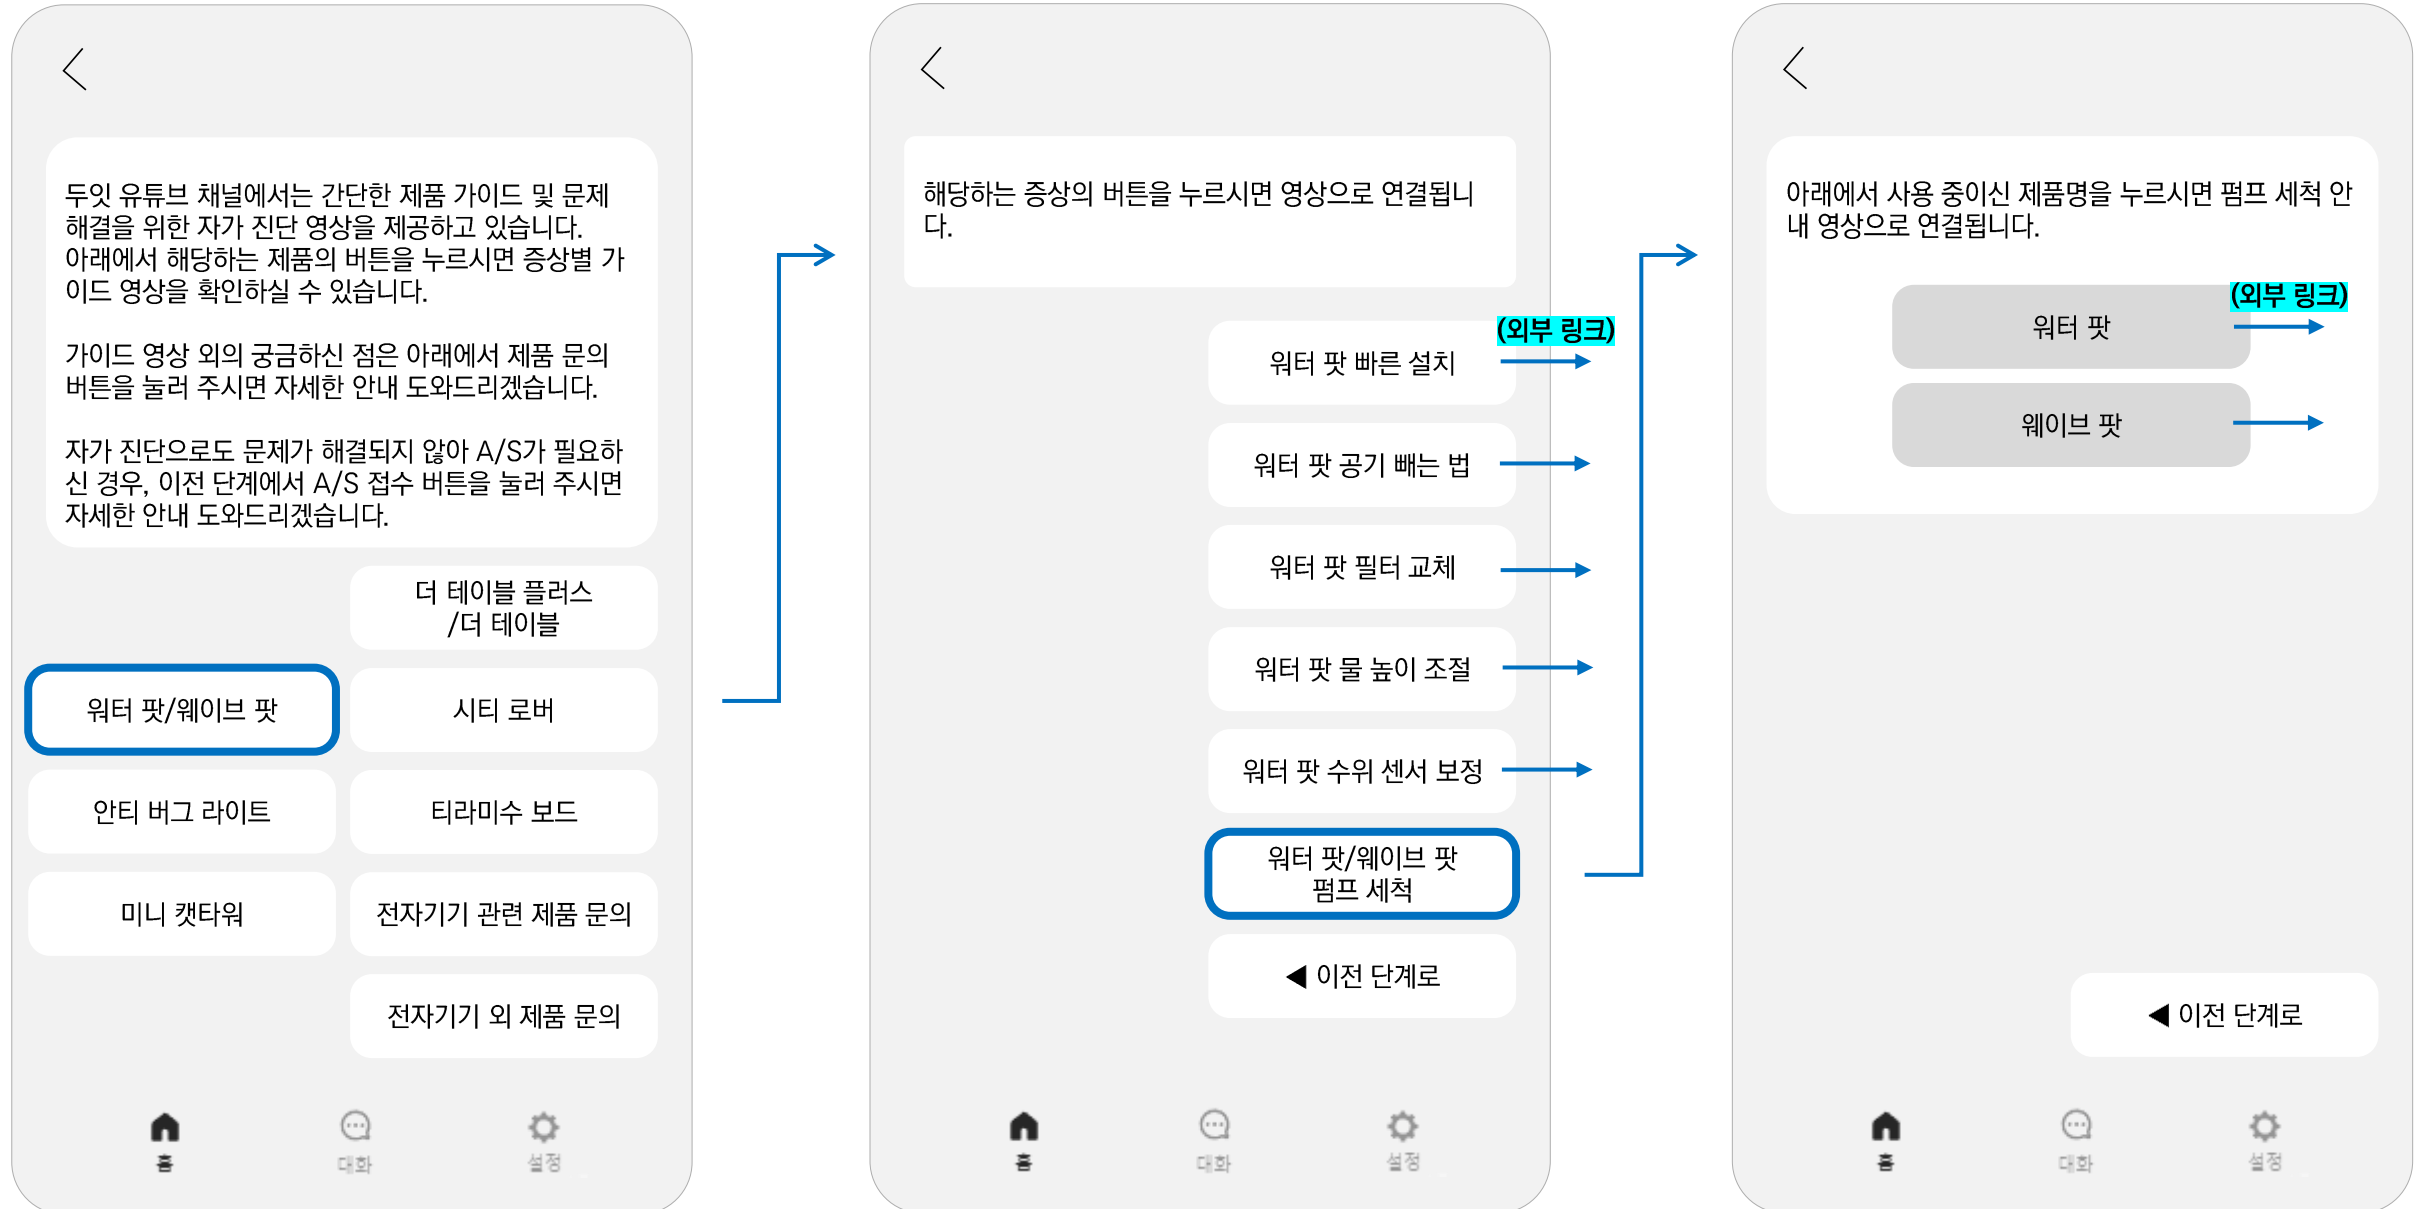 두잇 유튜브 채널에서는 간단한 제품 가이드 및 문제
해결을 위한 자가 진단 영상을 제공하고 있습니다.
아래에서 해당하는 제품의 버튼을 누르시면 증상별 가
이드 영상을 확인하실 수 있습니다.
가이드 영상 외의 궁금하신 점은 아래에서 제품 문의
버튼을 눌러 주시면 자세한 안내 도와드리겠습니다.
자가 진단으로도 문제가 해결되지 않아 A/S가 필요하
신 경우, 이전 단계에서 A/S 접수 버튼을 눌러 주시면
자세한 안내 도와드리겠습니다.
더 테이블 플러스
/더 테이블
워터 팟/웨이브 팟
시티 로버
안티 버그 라이트
티라미수 보드
미니 캣타워
전자기기 관련 제품 문의
전자기기 외 제품 문의
홈
대화
설정
해당하는 증상의 버튼을 누르시면 영상으로 연결됩니
다.
(외부 링크)
워터 팟 빠른 설치
워터 팟 공기 빼는 법
워터 팟 필터 교체
워터 팟 물 높이 조절
워터 팟 수위 센서 보정
워터 팟/웨이브 팟
펌프 세척
◀ 이전 단계로
홈
대화
설정
아래에서 사용 중이신 제품명을 누르시면 펌프 세척 안
내 영상으로 연결됩니다.
(외부 링크)
워터 팟
웨이브 팟
◀ 이전 단계로
홈
대화
설정